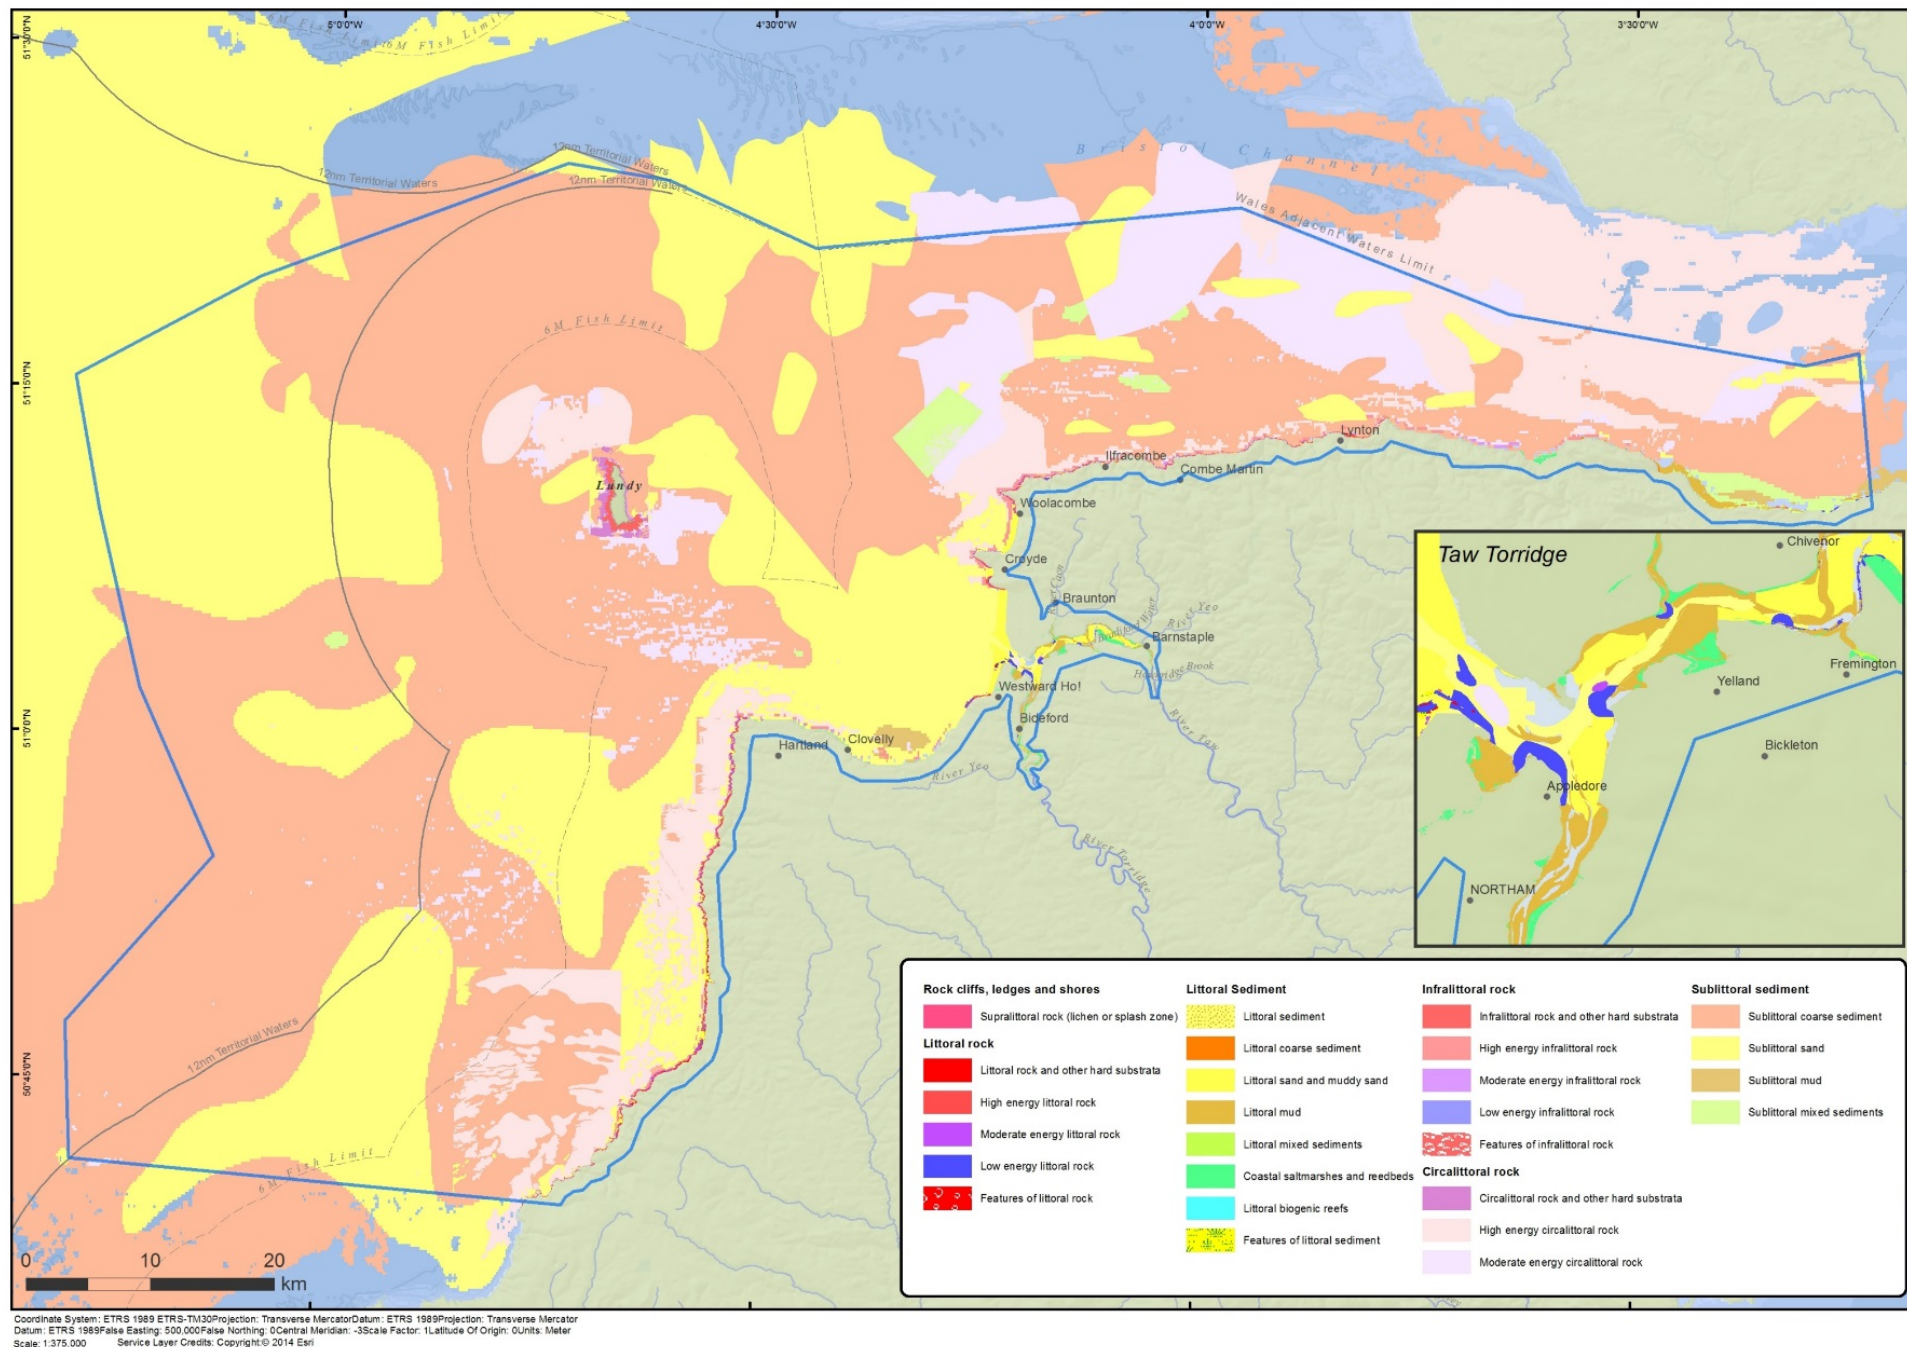 5°0'0"W
4°30'0"W
4°0'0"W
3°30'0"W
51°30'0"N
51°15'0"N
51°0'0"N
50°45'0"N
6M Fish Limit
6M Fish Limit
12nm Territorial Waters
12nm Territorial Waters
12nm Territorial Waters
Bristol Channel
Wales Adjacent Waters Limit
6M Fish Limit
Lundy
Lynton
Ilfracombe
Combe Martin
Woolacombe
Croyde
River Caen
Braunton
Bradiford Water
River Yeo
Barnstaple
Westward Ho!
Bideford
Hartland
Clovelly
River Yeo
River Taw
River Torridge
12nm Territorial Waters
6M Fish Limit
Taw Torridge
Chivenor
Fremington
Yelland
Bickleton
Appledore
NORTHAM
Rock cliffs, ledges and shores
Supralittoral rock (lichen or splash zone)
Littoral rock
Littoral rock and other hard substrata
High energy littoral rock
Moderate energy littoral rock
Low energy littoral rock
Features of littoral rock
Littoral Sediment
Littoral sediment
Littoral coarse sediment
Littoral sand and muddy sand
Littoral mud
Littoral mixed sediments
Coastal saltmarshes and reedbeds
Littoral biogenic reefs
Features of littoral sediment
Infralittoral rock
Infralittoral rock and other hard substrata
High energy infralittoral rock
Moderate energy infralittoral rock
Low energy infralittoral rock
Features of infralittoral rock
Circalittoral rock
Circalittoral rock and other hard substrata
High energy circalittoral rock
Moderate energy circalittoral rock
Sublittoral sediment
Sublittoral coarse sediment
Sublittoral sand
Sublittoral mud
Sublittoral mixed sediments
0 10 20
km
Coordinate System: ETRS 1989 ETRS-TM30Projection: Transverse MercatorDatum: ETRS 1989Projection: Transverse Mercator
Datum: ETRS 1989False Easting: 500,000False Northing: 0Central Meridian: -3Scale Factor: 1Latitude Of Origin: 0Units: Meter
Scale: 1:375,000 Service Layer Credits: Copyright:© 2014 Esri